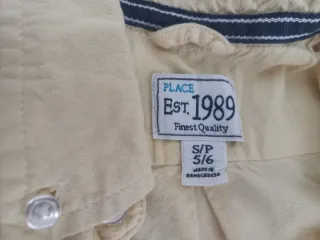 PLACE
EST. 1989
Finest Quality
S/P
5/6
MADE IN
BANGLADESH